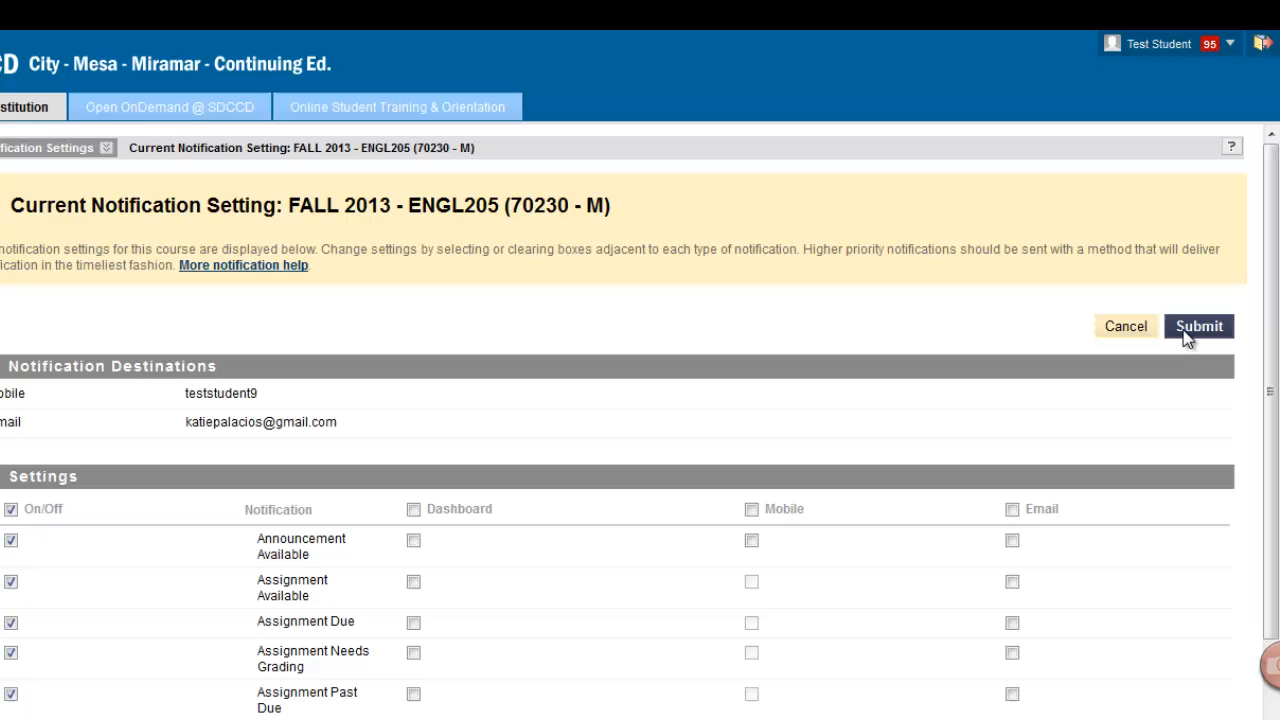 D City - Mesa - Miramar - Continuing Ed.
Test Student 95
stitution Open OnDemand @ SDCCD Online Student Training & Orientation
fication Settings Current Notification Setting: FALL 2013 - ENGL205 (70230 - M) ?
Current Notification Setting: FALL 2013 - ENGL205 (70230 - M)
notification settings for this course are displayed below. Change settings by selecting or clearing boxes adjacent to each type of notification. Higher priority notifications should be sent with a method that will deliver
fication in the timeliest fashion. More notification help.
Cancel Submit
Notification Destinations
obile teststudent9
mail katiepalacios@gmail.com
Settings
On/Off Notification Dashboard Mobile Email
Announcement
Available
Assignment
Available
Assignment Due
Assignment Needs
Grading
Assignment Past
Due